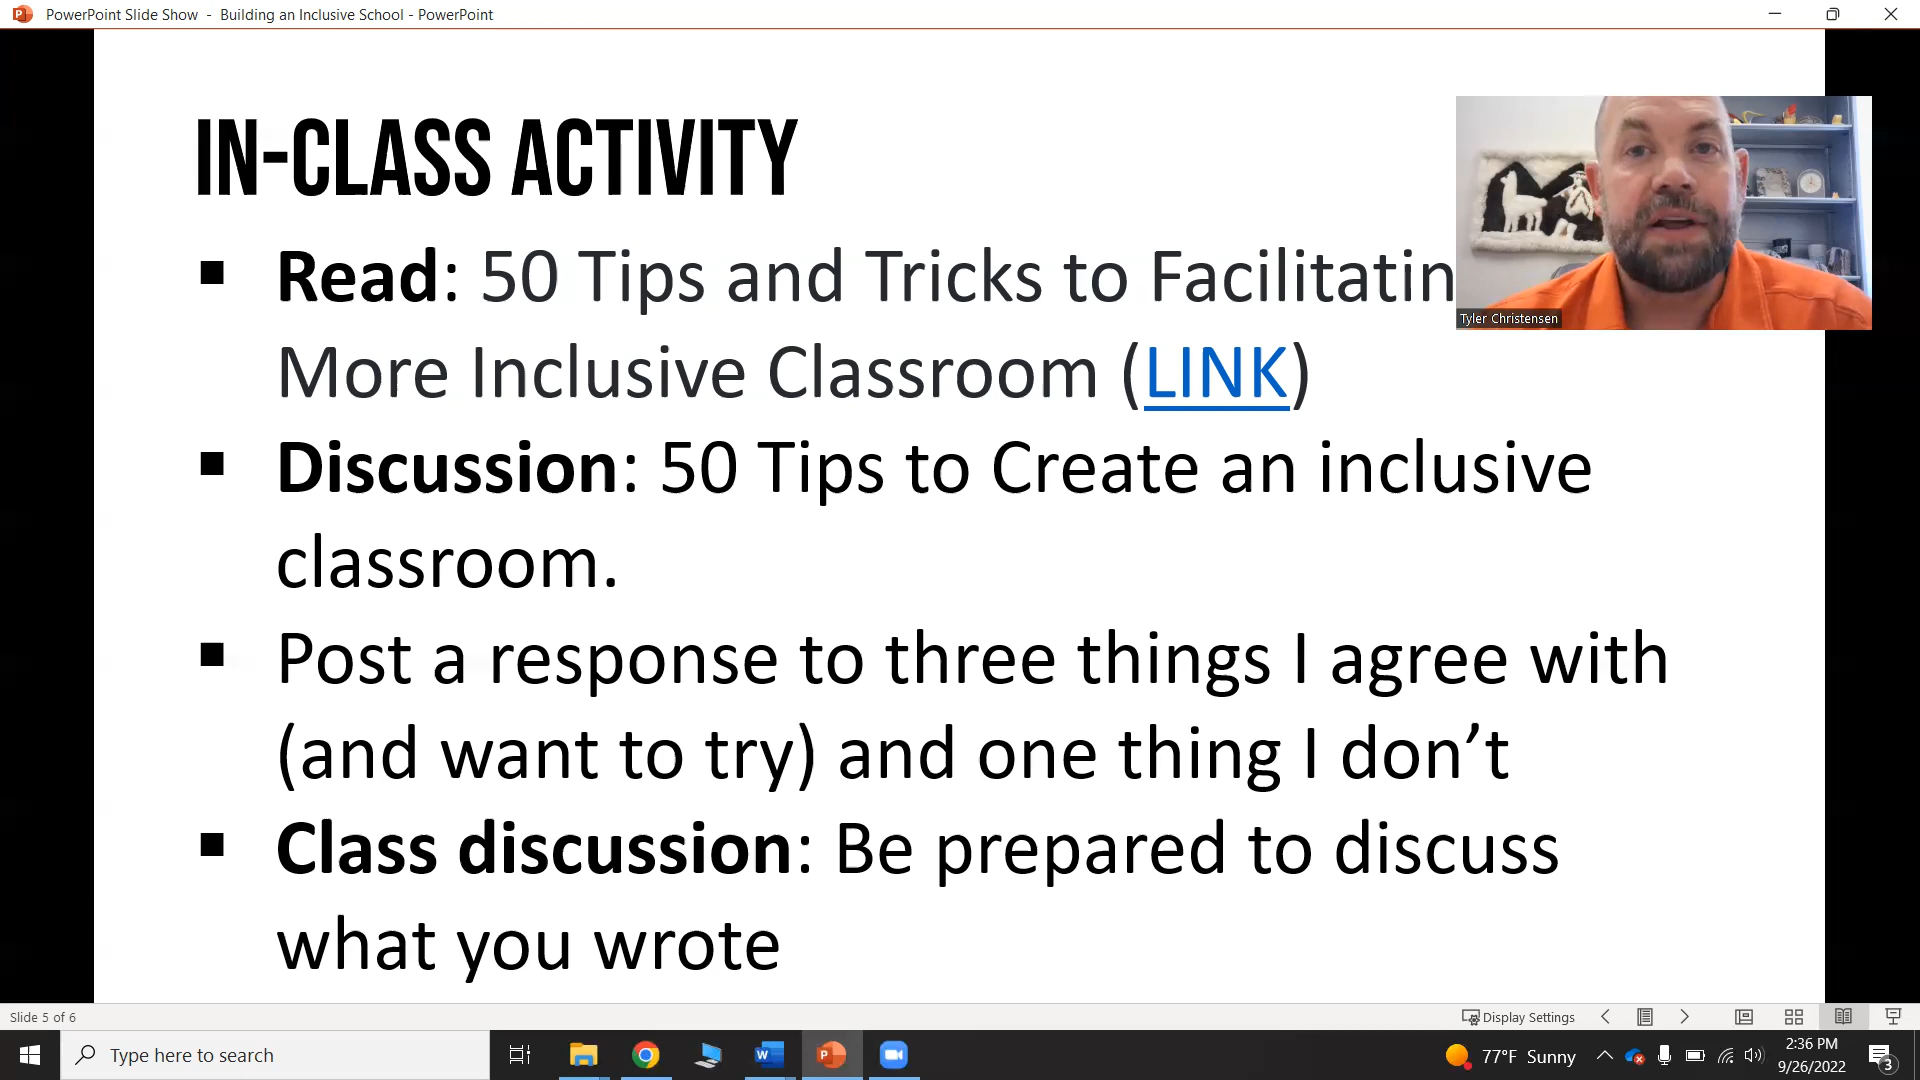 PowerPoint Slide Show - Building an Inclusive School - PowerPoint
IN-CLASS ACTIVITY
▪ Read: 50 Tips and Tricks to Facilitatin
More Inclusive Classroom (LINK)
▪ Discussion: 50 Tips to Create an inclusive
classroom.
▪ Post a response to three things I agree with
(and want to try) and one thing I don’t
▪ Class discussion: Be prepared to discuss
what you wrote
Tyler Christensen
Slide 5 of 6
Display Settings
Type here to search
77°F Sunny
2:36 PM
9/26/2022
3